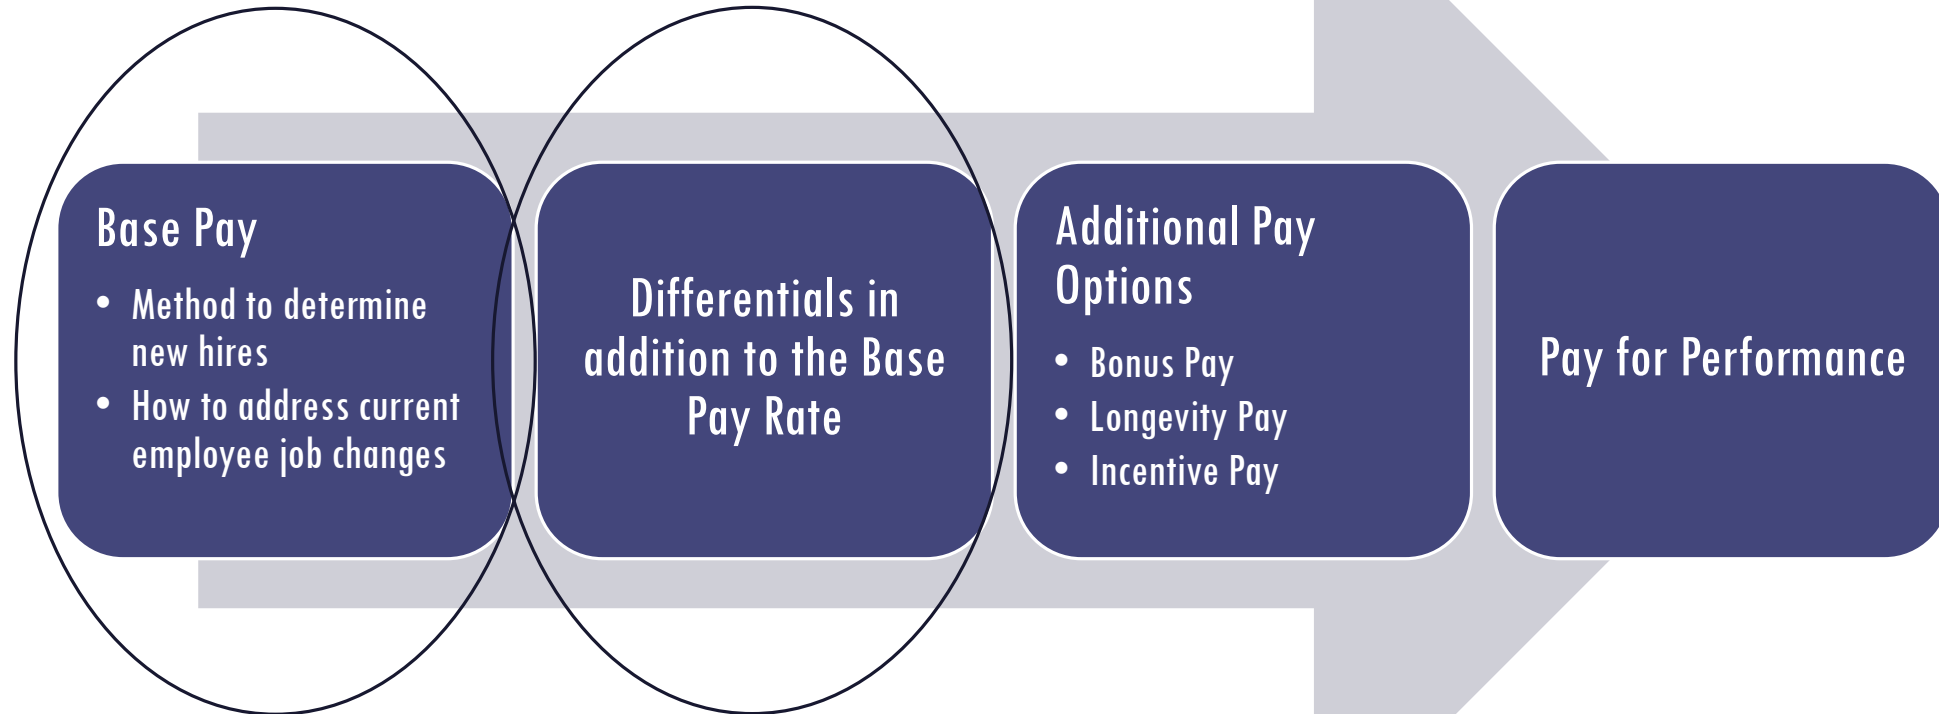 Base Pay
• Method to determine
new hires
• How to address current
employee job changes
Differentials in
addition to the Base
Pay Rate
Additional Pay
Options
• Bonus Pay
• Longevity Pay
• Incentive Pay
Pay for Performance